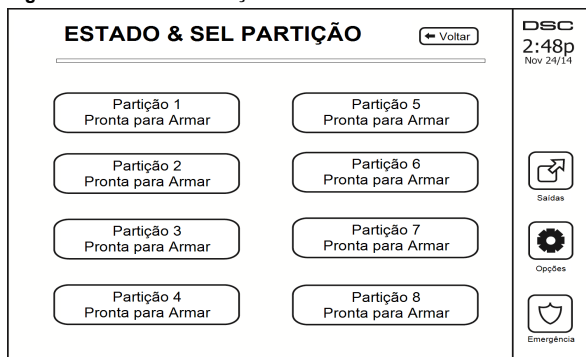 ESTADO & SEL PARTIÇÃO
Voltar
DSC
2:48p
Nov 24/14
Partição 1
Pronta para Armar
Partição 5
Pronta para Armar
Partição 2
Pronta para Armar
Partição 6
Pronta para Armar
Partição 3
Pronta para Armar
Partição 7
Pronta para Armar
Partição 4
Pronta para Armar
Partição 8
Pronta para Armar
Saídas
Opções
Emergência